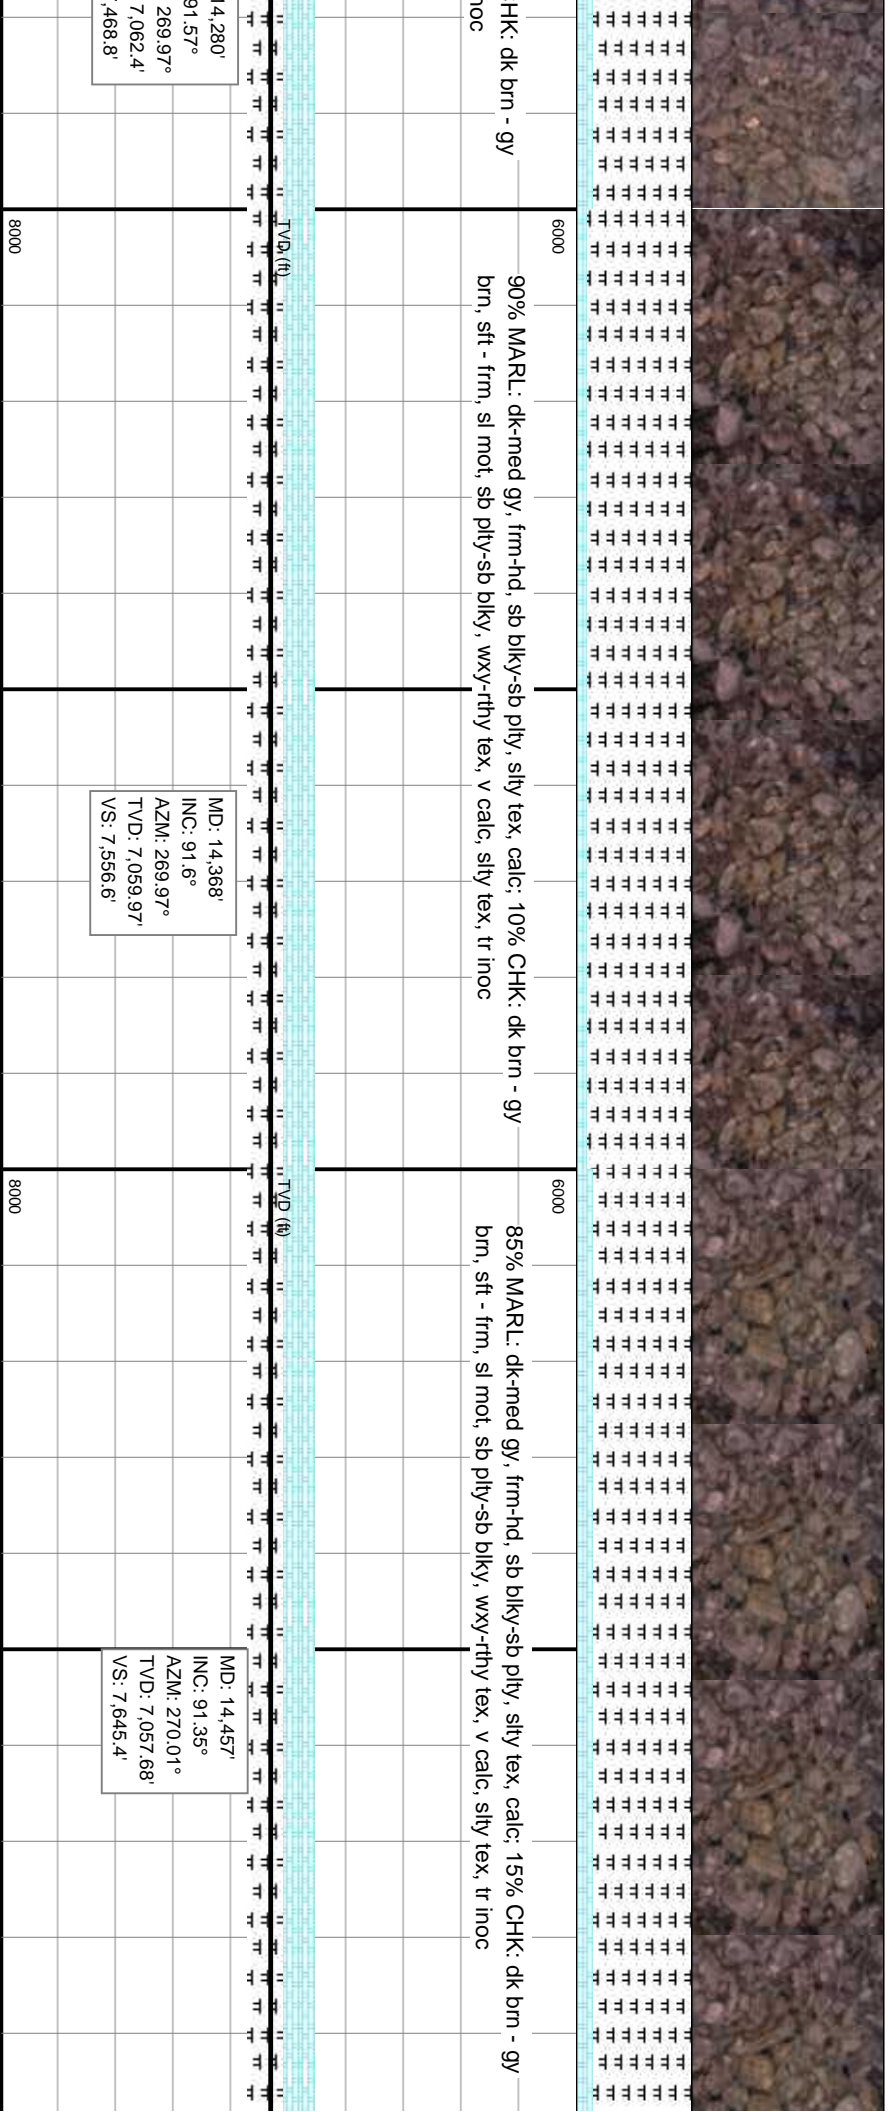 HK: dk brn - gy
noc
14,280'
91.57°
269.97°
7,062.4'
,468.8'
6000
TVD (ft)
8000
90% MARL: dk-med gy, frm-hd, sb blky-sb plty, slty tex, calc; 10% CHK: dk brn - gy
brn, sft - frm, sl mot, sb plty-sb blky, wxy-rthy tex, v calc, slty tex, tr inoc
MD: 14,368'
INC: 91.6°
AZM: 269.97°
TVD: 7,059.97'
VS: 7,556.6'
6000
TVD (ft)
8000
85% MARL: dk-med gy, frm-hd, sb blky-sb plty, slty tex, calc; 15% CHK: dk brn - gy
brn, sft - frm, sl mot, sb plty-sb blky, wxy-rthy tex, v calc, slty tex, tr inoc
MD: 14,457'
INC: 91.35°
AZM: 270.01°
TVD: 7,057.68'
VS: 7,645.4'